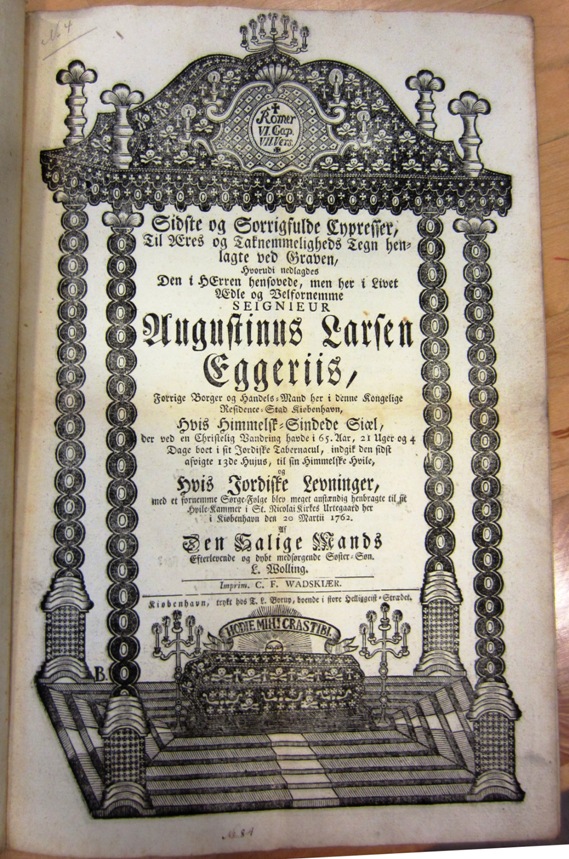 No 4
Romer
VI. Cap.
VII. Vers.
Sidste og Sorrigfulde Cypresser,
Til Æres og Taknemmeligheds Tegn hen-
lagte ved Graven,
Hvorudi nedlagdes
Den i HErren hensovede, men her i Livet
Ædle og Velfornemme
SEIGNIEUR
Augustinus Larsen
Eggeriis,
Forrige Borger og Handels-Mand her i denne Kongelige
Residence-Stad Kiøbenhavn,
Hvis Himmelsk-Sindede Siæl,
der ved en Christelig Vandring havde i 65. Aar, 21 Uger og 4
Dage boet i sit Jordiske Tabernacul, indgik den sidst
afvigte 13de Hujus, til sin Himmelske Hvile,
og
Hvis Jordiske Levninger,
med et fornemme Sørge-Følge blev meget anstændig henbragte til sit
Hvile-Kammer i St. Nicolai Kirkes Urtegaard her
i Kiøbenhavn den 20 Martii 1762.
Af
Den Salige Mands
Efterlevende og dybt medsørgende Søster-Søn.
L. Wolling.
Imprim. C. F. WADSKIÆR.
Kiøbenhavn, trykt hos T. L. Borup, boende i store Helliggeist-Strædet.
HODIE MIHI CRAS TIBI.
B.